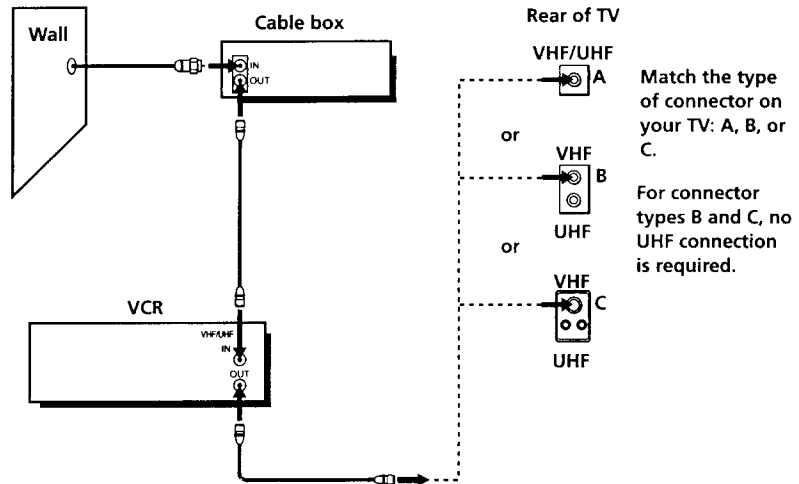 Wall
Cable box
IN
OUT
VCR
VHF/UHF
IN
OUT
Rear of TV
VHF/UHF
A
or
VHF
B
UHF
or
VHF
C
UHF
Match the type
of connector on
your TV: A, B, or
C.
For connector
types B and C, no
UHF connection
is required.